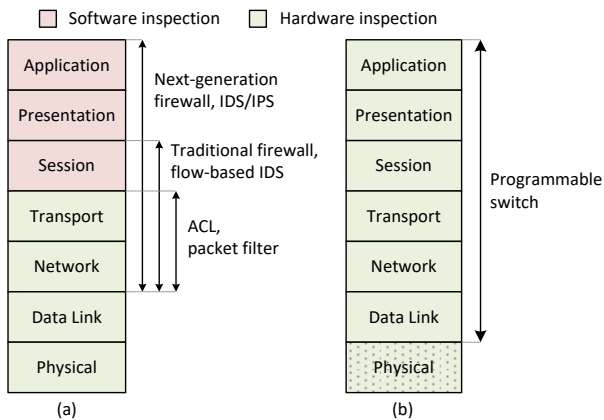 Software inspection
Hardware inspection
Application
Presentation
Session
Transport
Network
Data Link
Physical
Next-generation
firewall, IDS/IPS
Traditional firewall,
flow-based IDS
ACL,
packet filter
(a)
Application
Presentation
Session
Transport
Network
Data Link
Physical
Programmable
switch
(b)